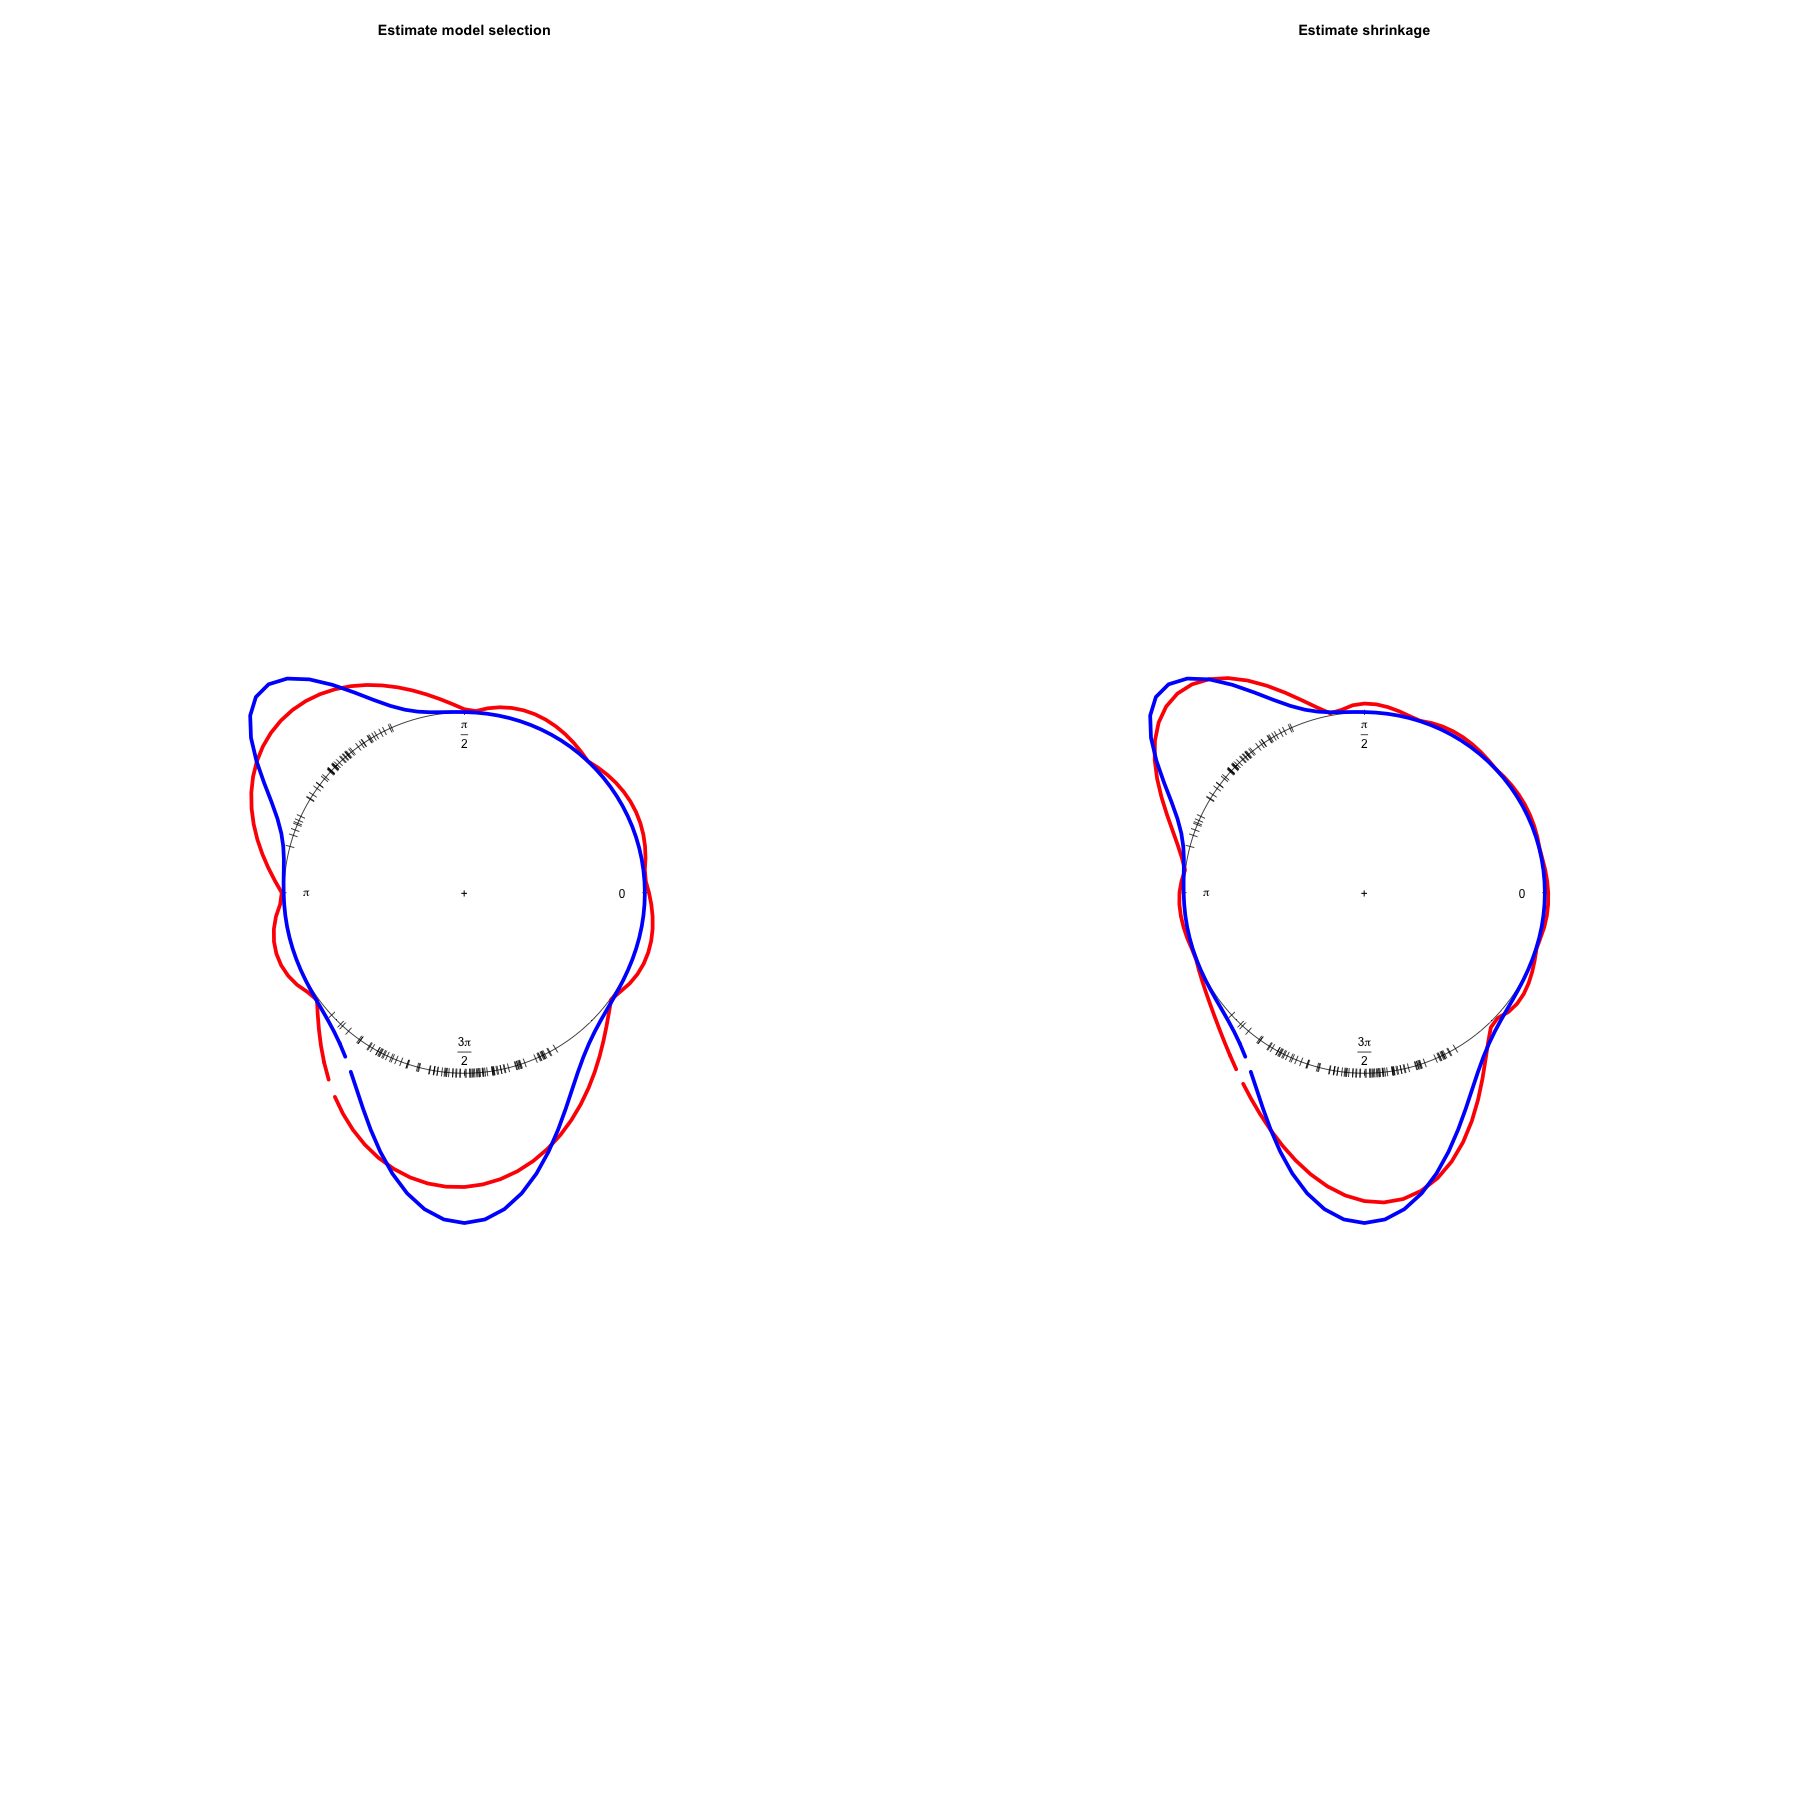 Estimate model selection
Estimate shrinkage
π
2
π
+
0
3π
2
π
2
π
+
0
3π
2